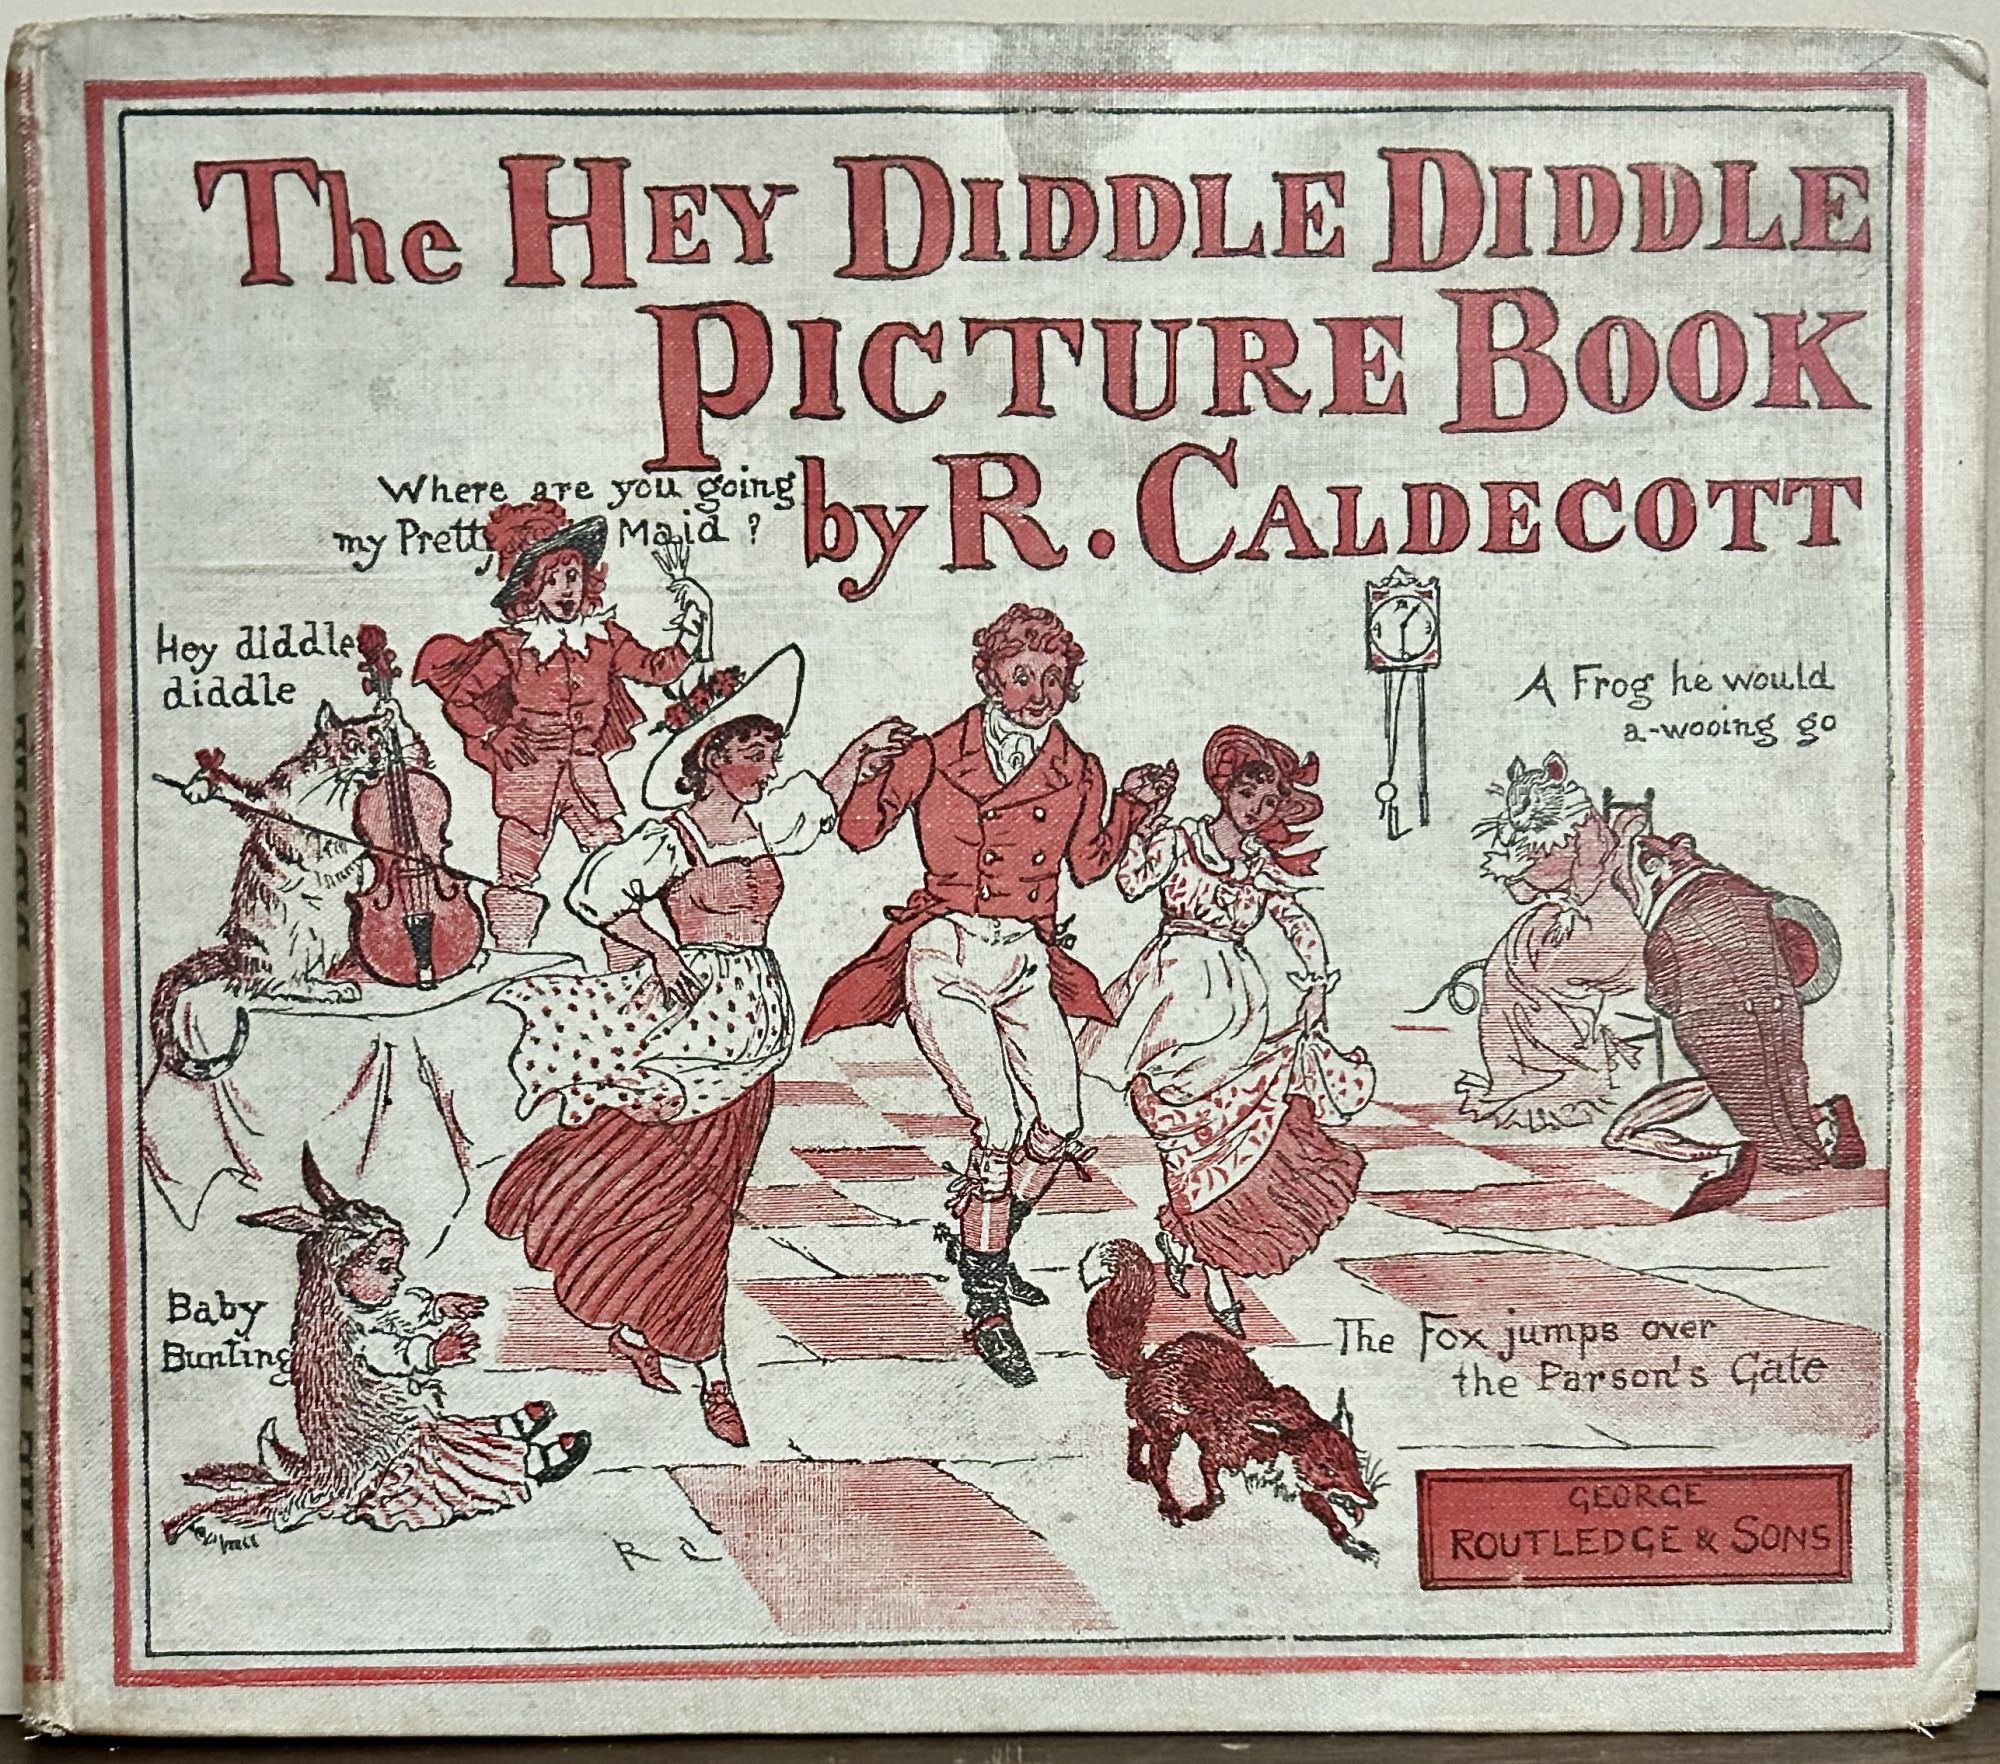 The HEY DIDDLE DIDDLE
PICTURE BOOK
by R. CALDECOTT
Where are you going
my Pretty Maid ?
Hey diddle
diddle
A Frog he would
a-wooing go
Baby
Bunting
The Fox jumps over
the Parson's Gate
R C
GEORGE
ROUTLEDGE & SONS